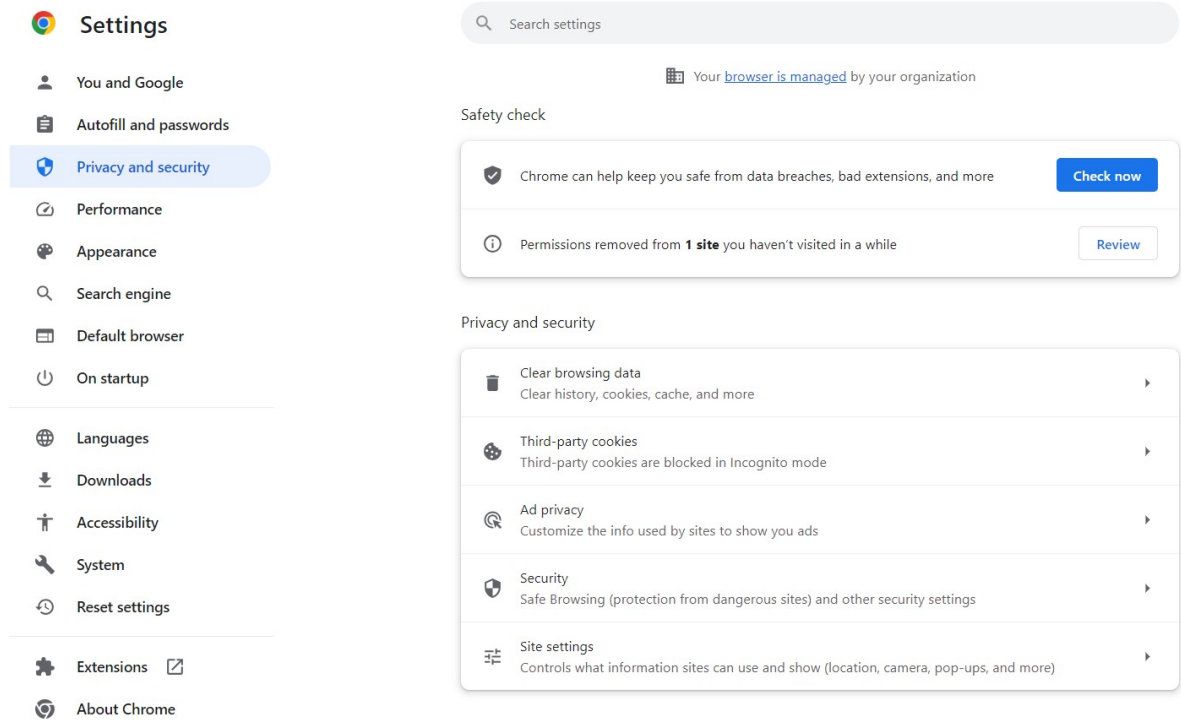 Settings
You and Google
Autofill and passwords
Privacy and security
Performance
Appearance
Search engine
Default browser
On startup
Languages
Downloads
Accessibility
System
Reset settings
Extensions
About Chrome
Search settings
Your browser is managed by your organization
Safety check
Chrome can help keep you safe from data breaches, bad extensions, and more
Check now
Permissions removed from 1 site you haven't visited in a while
Review
Privacy and security
Clear browsing data
Clear history, cookies, cache, and more
Third-party cookies
Third-party cookies are blocked in Incognito mode
Ad privacy
Customize the info used by sites to show you ads
Security
Safe Browsing (protection from dangerous sites) and other security settings
Site settings
Controls what information sites can use and show (location, camera, pop-ups, and more)